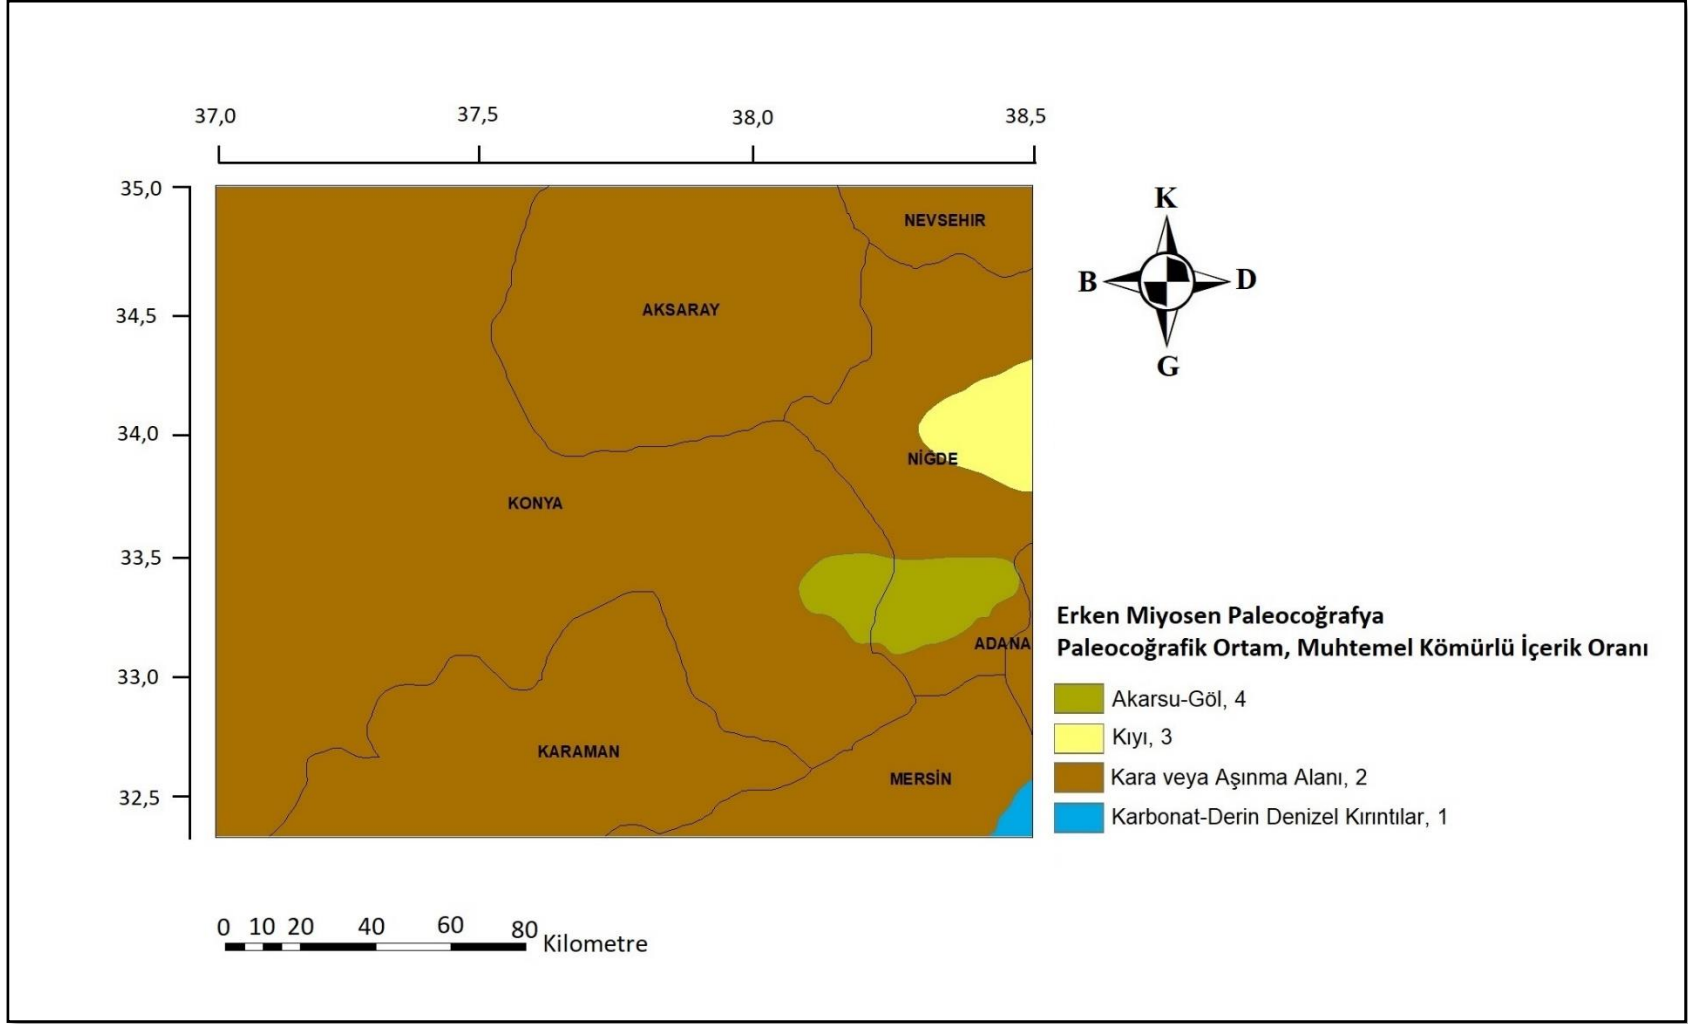 37,0 37,5 38,0 38,5
35,0
34,5
34,0
33,5
33,0
32,5
NEVSEHIR
AKSARAY
NİĞDE
KONYA
ADANA
KARAMAN
MERSİN
K
B D
G
Erken Miyosen Paleocoğrafya
Paleocoğrafik Ortam, Muhtemel Kömürlü İçerik Oranı
Akarsu-Göl, 4
Kıyı, 3
Kara veya Aşınma Alanı, 2
Karbonat-Derin Denizel Kırıntılar, 1
0 10 20 40 60 80 Kilometre